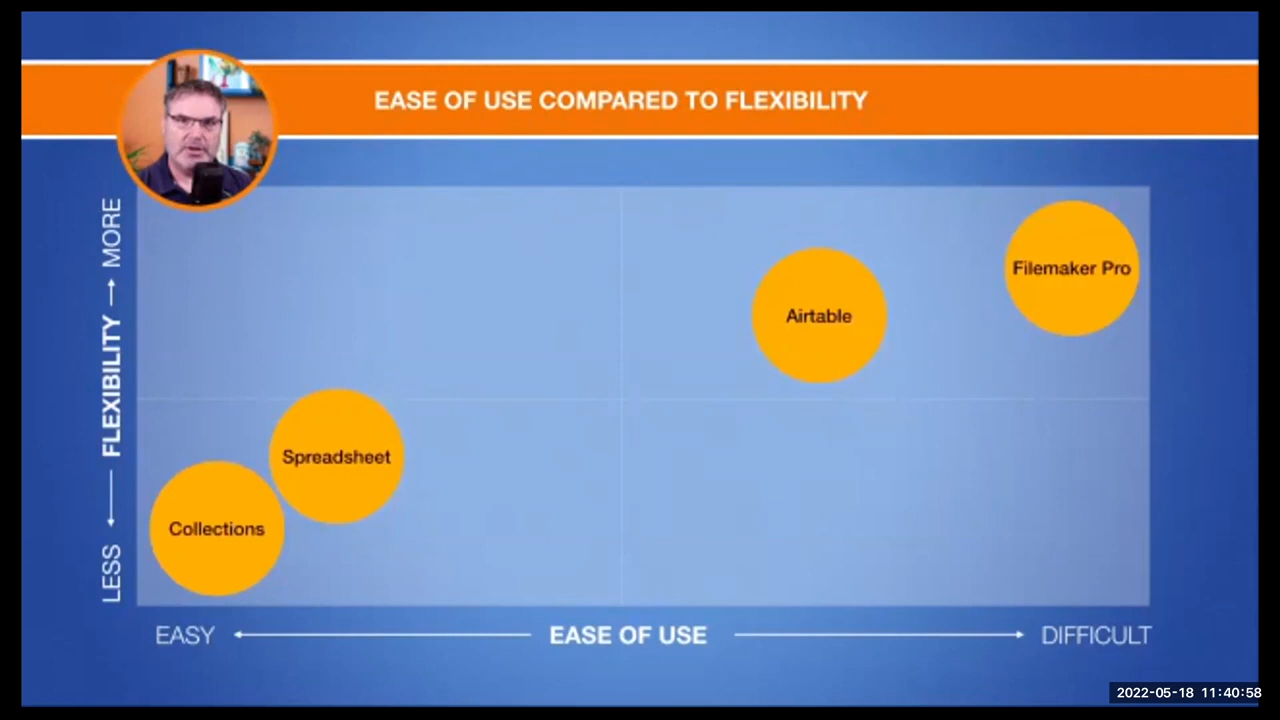 EASE OF USE COMPARED TO FLEXIBILITY
LESS ← FLEXIBILITY → MORE
Filemaker Pro
Airtable
Spreadsheet
Collections
EASY ← EASE OF USE → DIFFICULT
2022-05-18 11:40:58